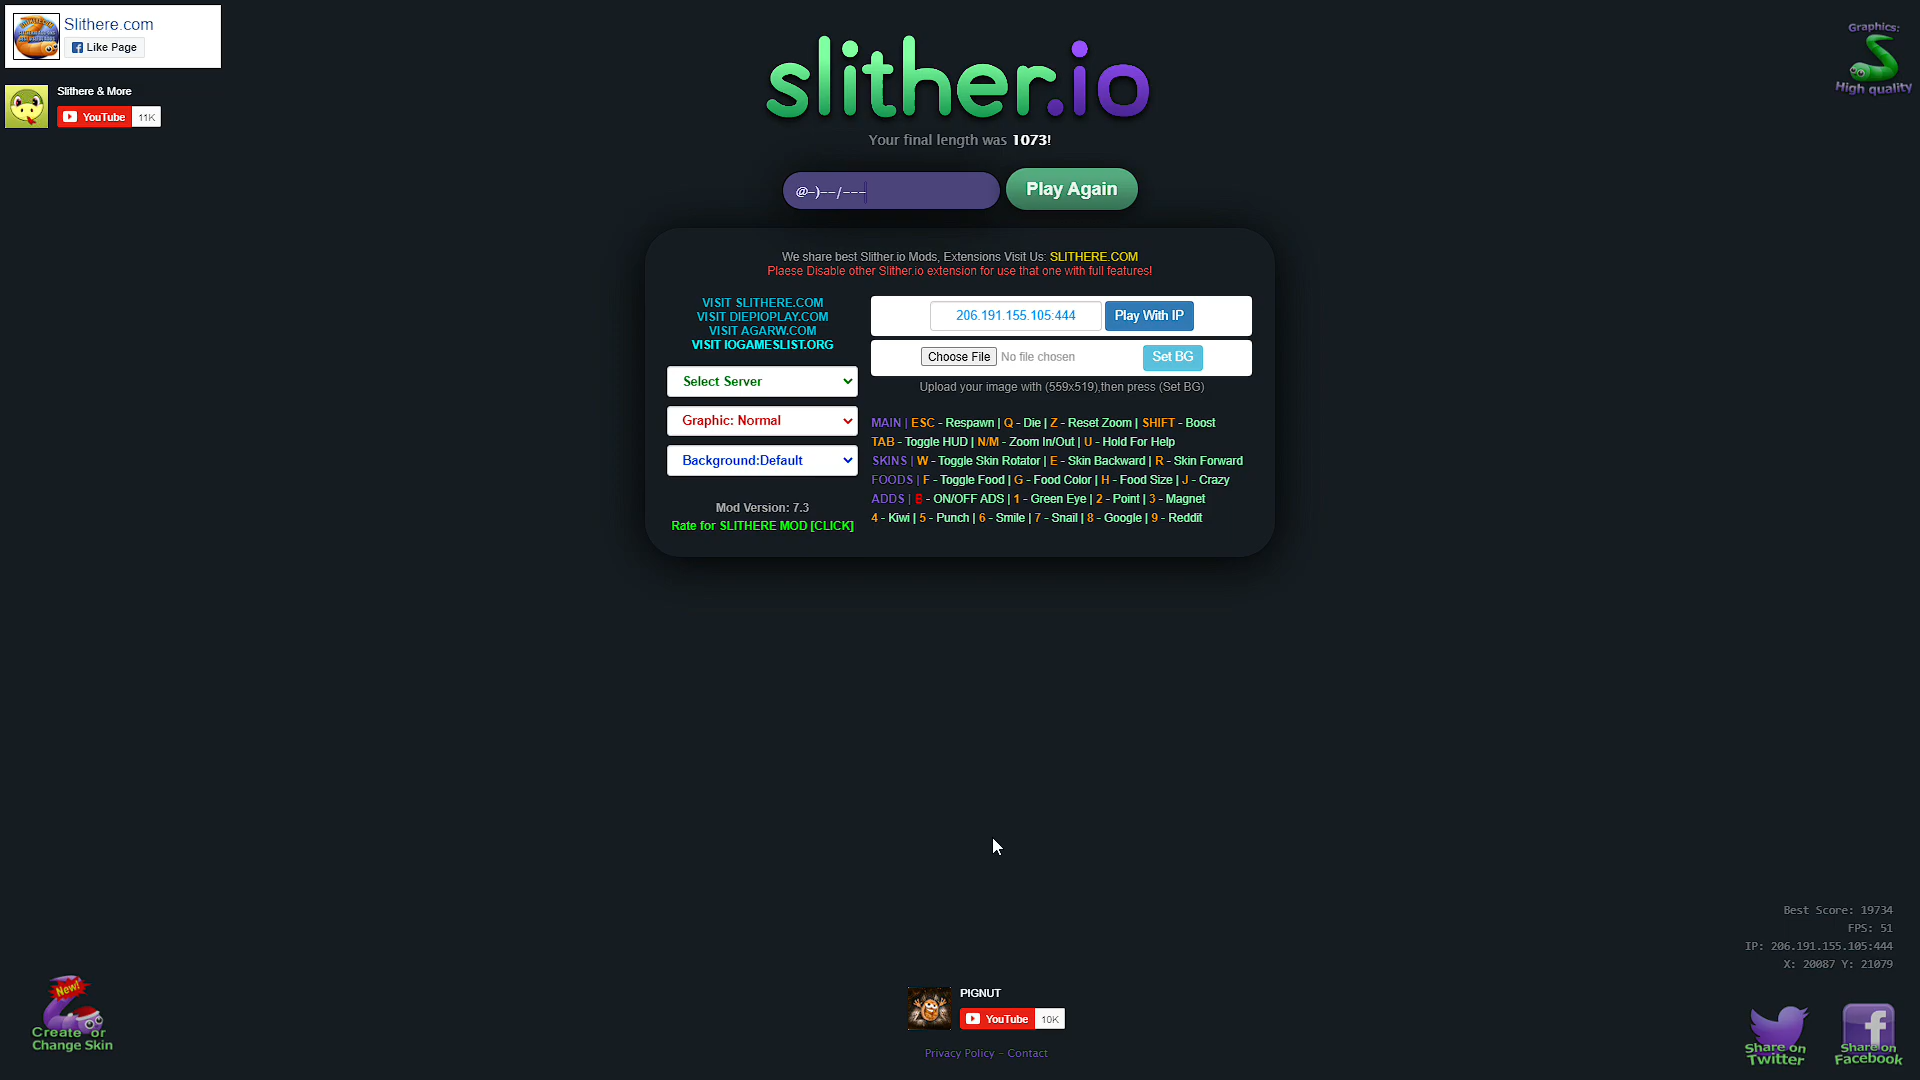 Slithere.com
Like Page
Slithere & More
YouTube 11K
slither.io
Your final length was 1073!
@-)--/---
Play Again
We share best Slither.io Mods, Extensions Visit Us: SLITHERE.COM
Plaese Disable other Slither.io extension for use that one with full features!
VISIT SLITHERE.COM
VISIT DIEPIOPLAY.COM
VISIT AGARW.COM
VISIT IOGAMESLIST.ORG
Select Server
Graphic: Normal
Background:Default
Mod Version: 7.3
Rate for SLITHERE MOD [CLICK]
206.191.155.105:444 Play With IP
Choose File No file chosen Set BG
Upload your image with (559x519),then press (Set BG)
MAIN | ESC - Respawn | Q - Die | Z - Reset Zoom | SHIFT - Boost
TAB - Toggle HUD | N/M - Zoom In/Out | U - Hold For Help
SKINS | W - Toggle Skin Rotator | E - Skin Backward | R - Skin Forward
FOODS | F - Toggle Food | G - Food Color | H - Food Size | J - Crazy
ADDS | B - ON/OFF ADS | 1 - Green Eye | 2 - Point | 3 - Magnet
4 - Kiwi | 5 - Punch | 6 - Smile | 7 - Snail | 8 - Google | 9 - Reddit
Graphics:
High quality
Best Score: 19734
FPS: 51
IP: 206.191.155.105:444
X: 20087 Y: 21079
New!
Create or
Change Skin
PIGNUT
YouTube 10K
Privacy Policy - Contact
Share on
Twitter
Share on
Facebook